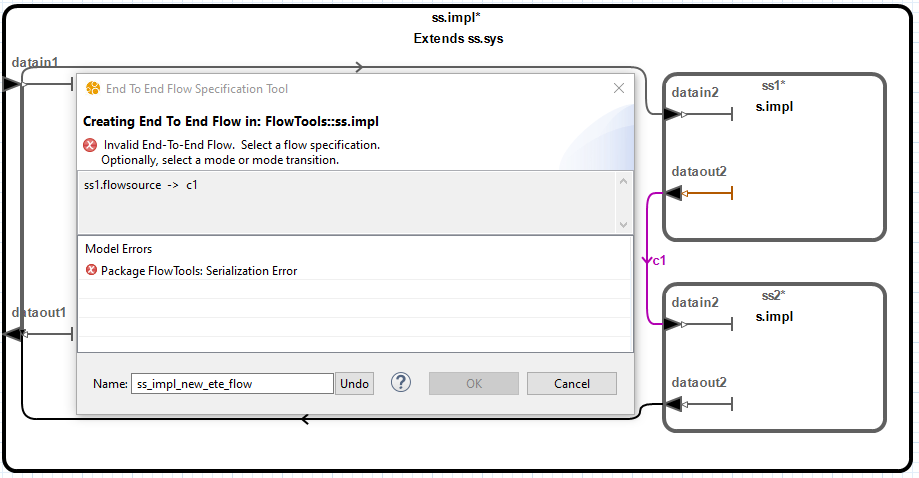 ss.impl*
Extends ss.sys
datain1
End To End Flow Specification Tool
Creating End To End Flow in: FlowTools::ss.impl
Invalid End-To-End Flow. Select a flow specification.
Optionally, select a mode or mode transition.
ss1.flowsource -> c1
Model Errors
Package FlowTools: Serialization Error
dataout1
Name: ss_impl_new_ete_flow Undo ? OK Cancel
ss1*
datain2
s.impl
dataout2
c1
ss2*
datain2
s.impl
dataout2